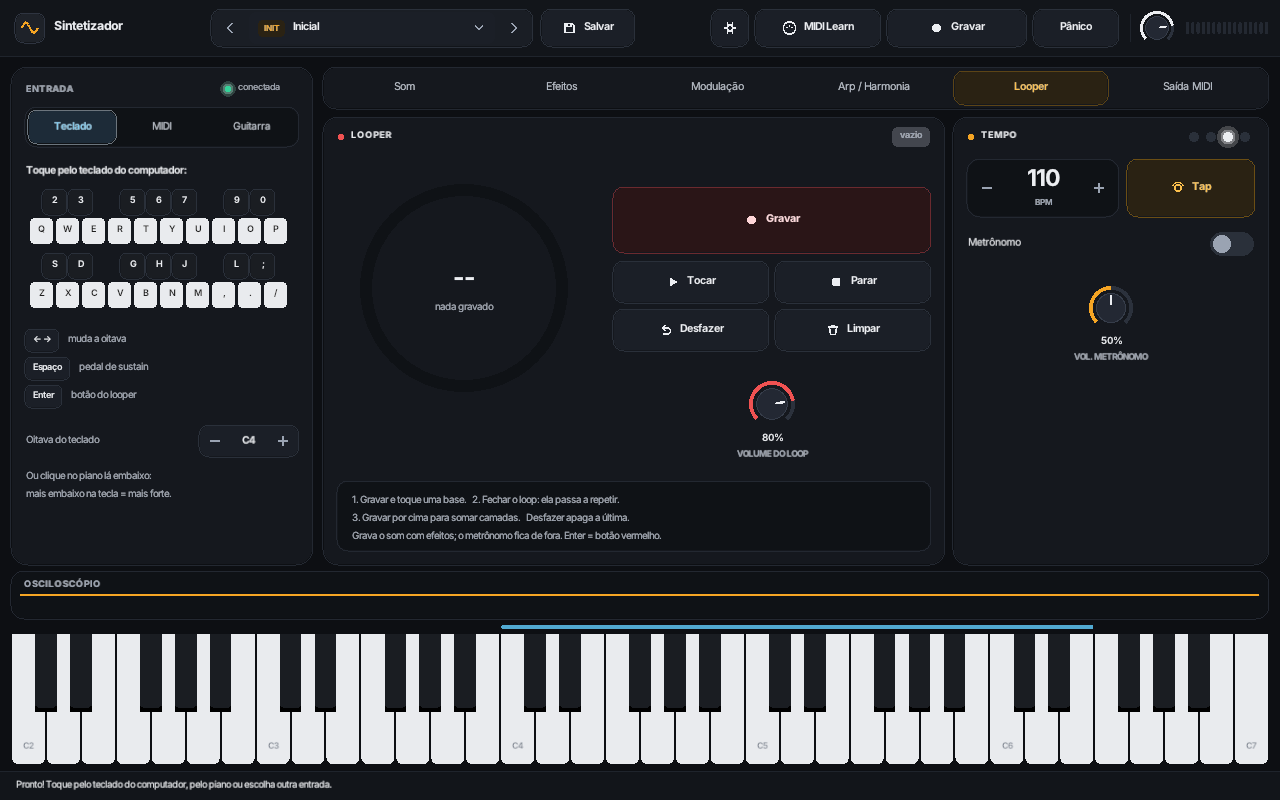 Sintetizador
INIT Inicial
Salvar
MIDI Learn
Gravar
Pânico
ENTRADA
conectada
Teclado
MIDI
Guitarra
Toque pelo teclado do computador:
2 3 5 6 7 9 0
Q W E R T Y U I O P
S D G H J L ;
Z X C V B N M , . /
← → muda a oitava
Espaço pedal de sustain
Enter botão do looper
Oitava do teclado
− C4 +
Ou clique no piano lá embaixo:
mais embaixo na tecla = mais forte.
Som
Efeitos
Modulação
Arp / Harmonia
Looper
Saída MIDI
LOOPER
vazio
--
nada gravado
Gravar
Tocar
Parar
Desfazer
Limpar
80%
VOLUME DO LOOP
1. Gravar e toque uma base. 2. Fechar o loop: ela passa a repetir.
3. Gravar por cima para somar camadas. Desfazer apaga a última.
Grava o som com efeitos; o metrônomo fica de fora. Enter = botão vermelho.
TEMPO
− 110 +
BPM
Tap
Metrônomo
50%
VOL. METRÔNOMO
OSCILOSCÓPIO
C2 C3 C4 C5 C6 C7
Pronto! Toque pelo teclado do computador, pelo piano ou escolha outra entrada.